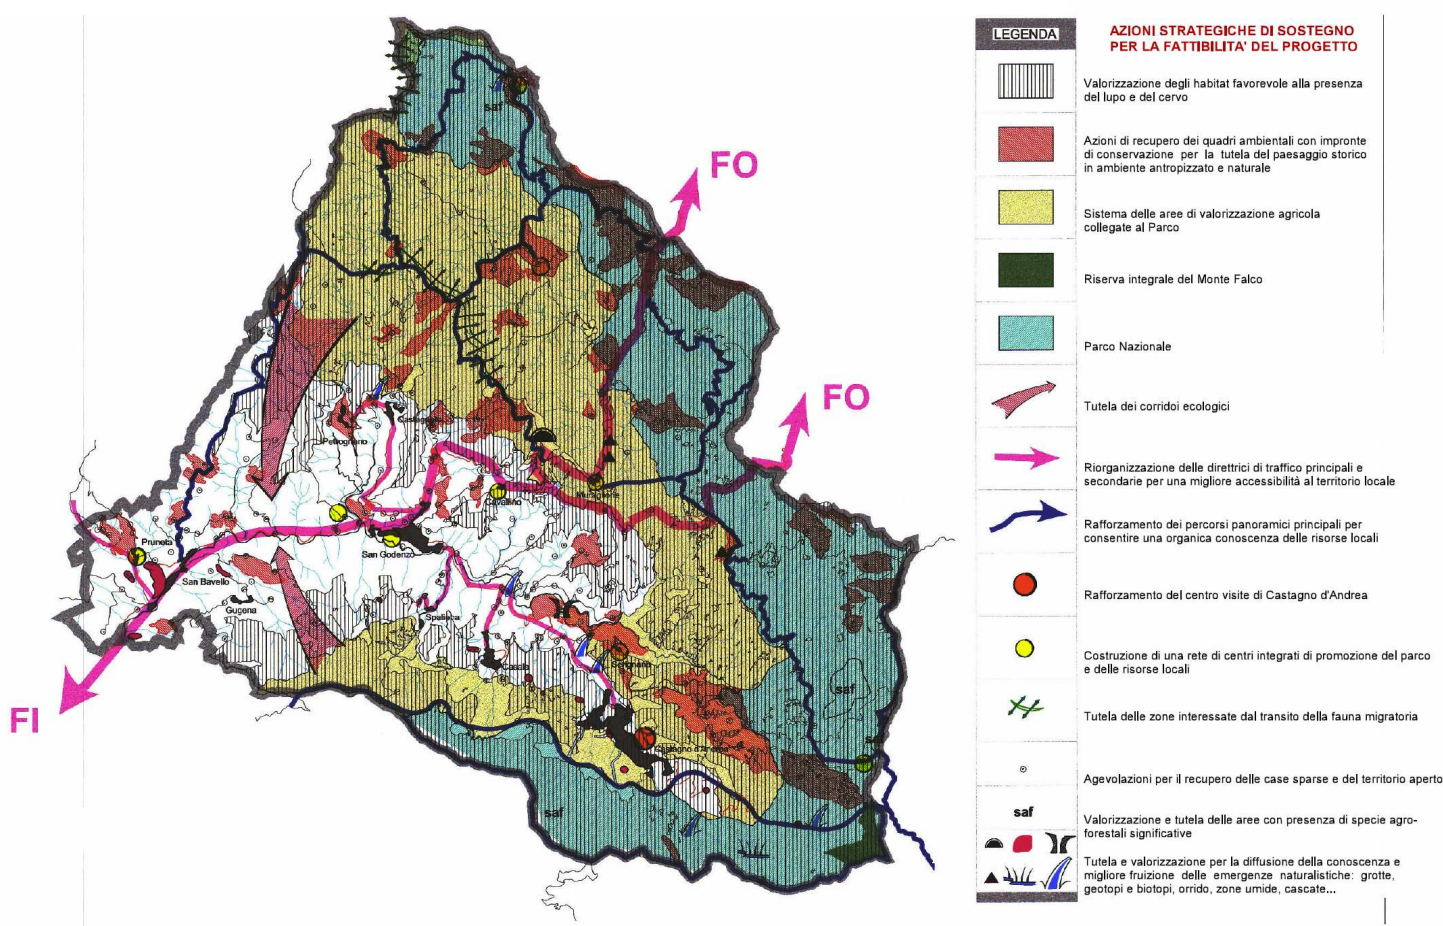 LEGENDA
AZIONI STRATEGICHE DI SOSTEGNO
PER LA FATTIBILITA' DEL PROGETTO
Valorizzazione degli habitat favorevole alla presenza
del lupo e del cervo
Azioni di recupero dei quadri ambientali con impronte
di conservazione per la tutela del paesaggio storico
in ambiente antropizzato e naturale
Sistema delle aree di valorizzazione agricola
collegate al Parco
Riserva integrale del Monte Falco
Parco Nazionale
Tutela dei corridoi ecologici
Riorganizzazione delle direttrici di traffico principali e
secondarie per una migliore accessibilità al territorio locale
Rafforzamento dei percorsi panoramici principali per
consentire una organica conoscenza delle risorse locali
Rafforzamento del centro visite di Castagno d'Andrea
Costruzione di una rete di centri integrati di promozione del parco
e delle risorse locali
Tutela delle zone interessate dal transito della fauna migratoria
Agevolazioni per il recupero delle case sparse e del territorio aperto
saf
Valorizzazione e tutela delle aree con presenza di specie agro-
forestali significative
Tutela e valorizzazione per la diffusione della conoscenza e
migliore fruizione delle emergenze naturalistiche: grotte,
geotopi e biotopi, orrido, zone umide, cascate...
saf
FO
FO
Petrognano
Cavallino
Pruneta
San Godenzo
San Bavello
Gugena
Spaliena
Casale
saf
Castagno d'Andrea
saf
FI